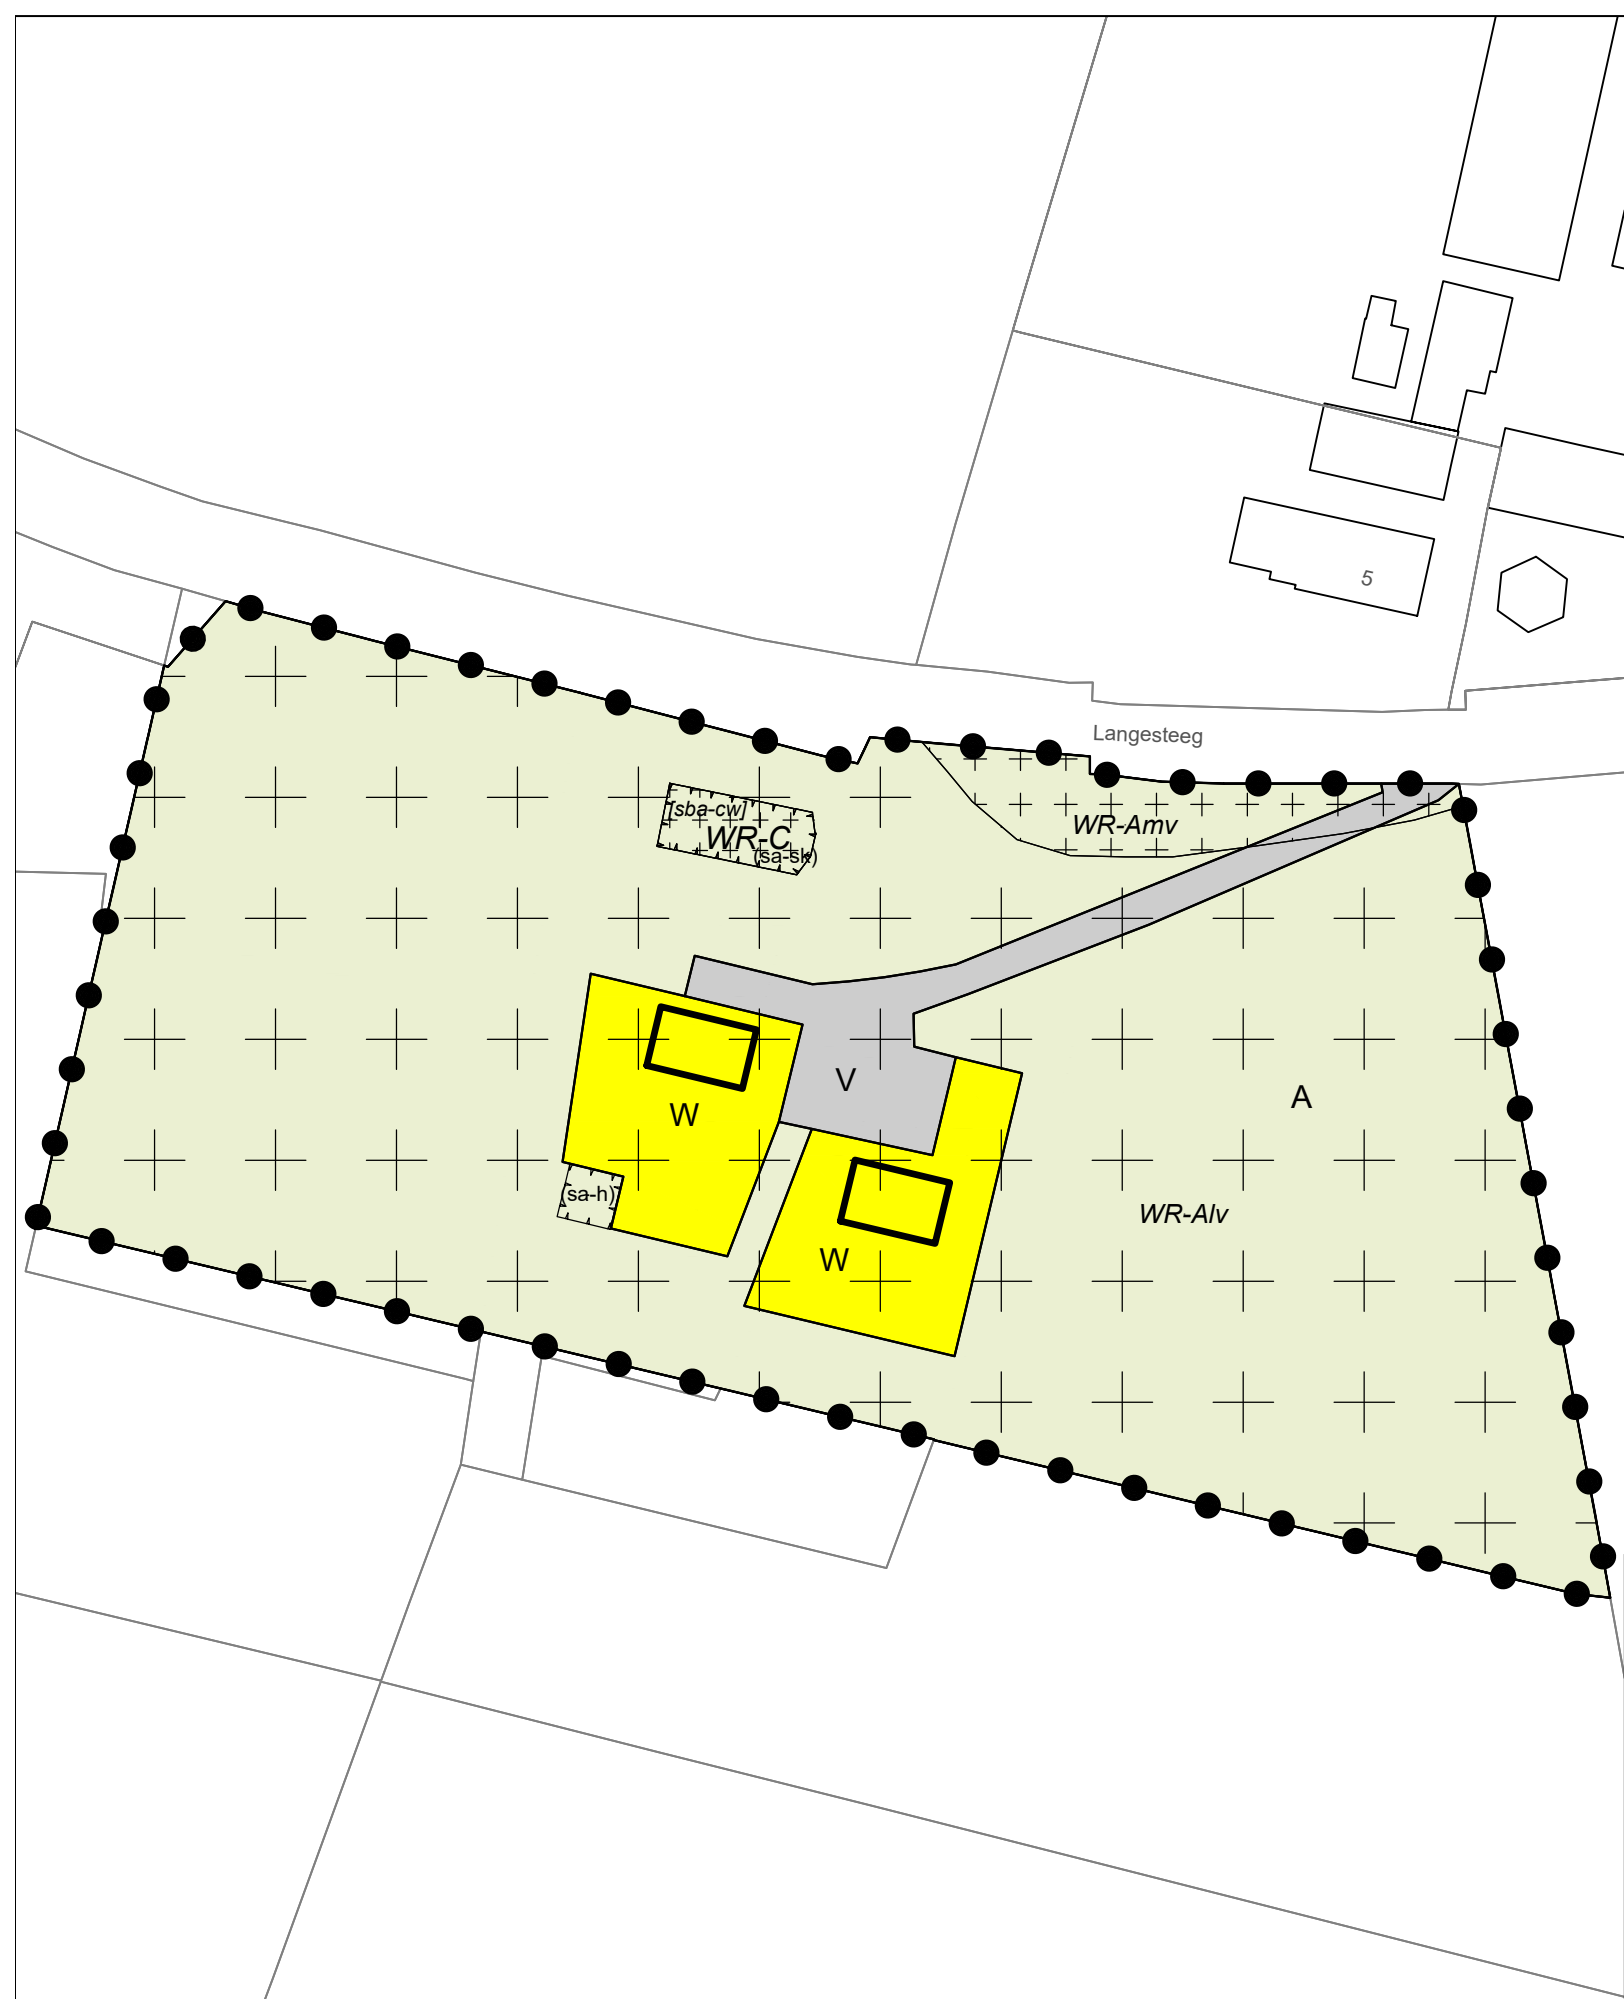 5
Langesteeg
[sba-cw]
WR-C
(sa-sk)
WR-Amv
V
A
W
(sa-h)
WR-Alv
W